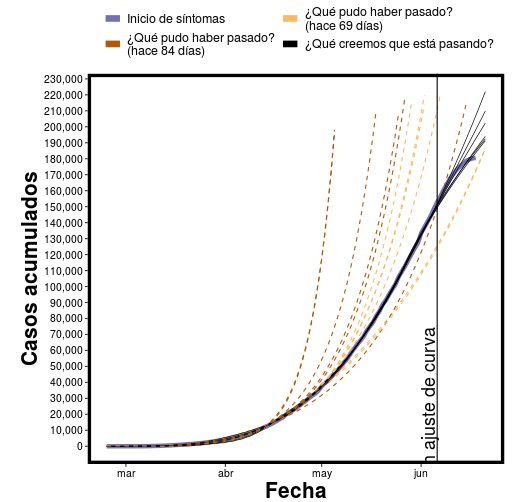 Inicio de síntomas
¿Qué pudo haber pasado?
(hace 84 días)
¿Qué pudo haber pasado?
(hace 69 días)
¿Qué creemos que está pasando?
Casos acumulados
230,000
220,000
210,000
200,000
190,000
180,000
170,000
160,000
150,000
140,000
130,000
120,000
110,000
100,000
90,000
80,000
70,000
60,000
50,000
40,000
30,000
20,000
10,000
0
ajuste de curva
mar abr may jun
Fecha